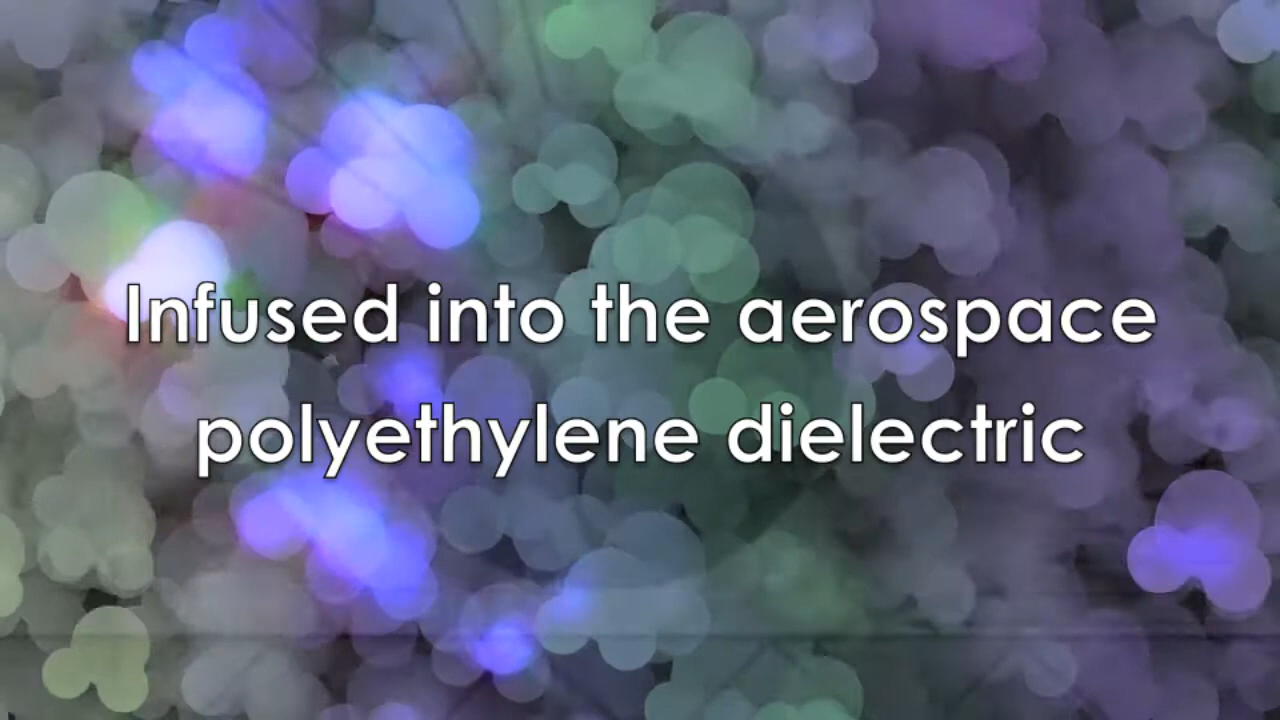 Infused into the aerospace
polyethylene dielectric